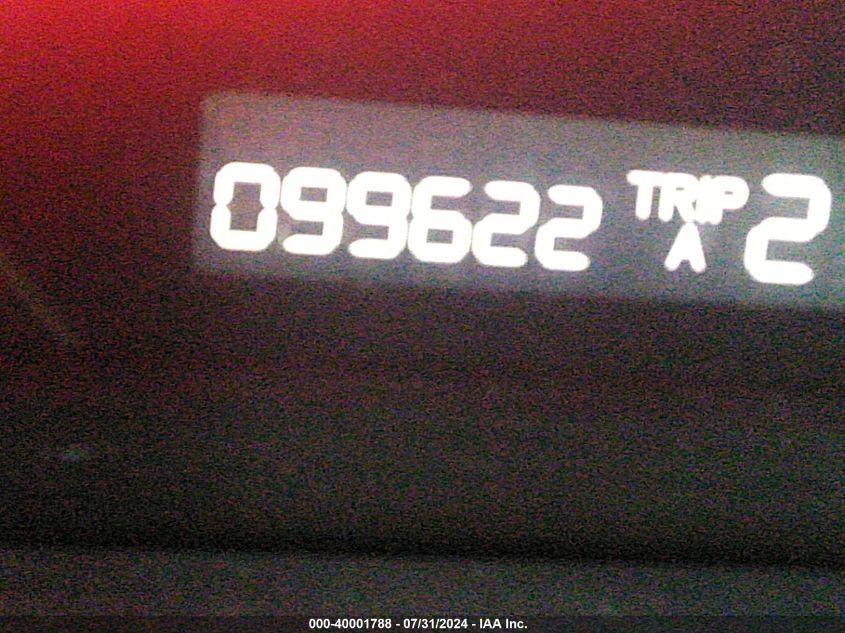 099622 TRIP A 2
000-40001788 - 07/31/2024 - IAA Inc.